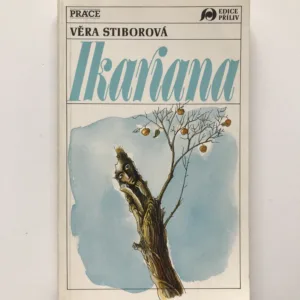 PRÁCE
EDICE
PŘÍLIV
VĚRA STIBOROVÁ
Ikariana